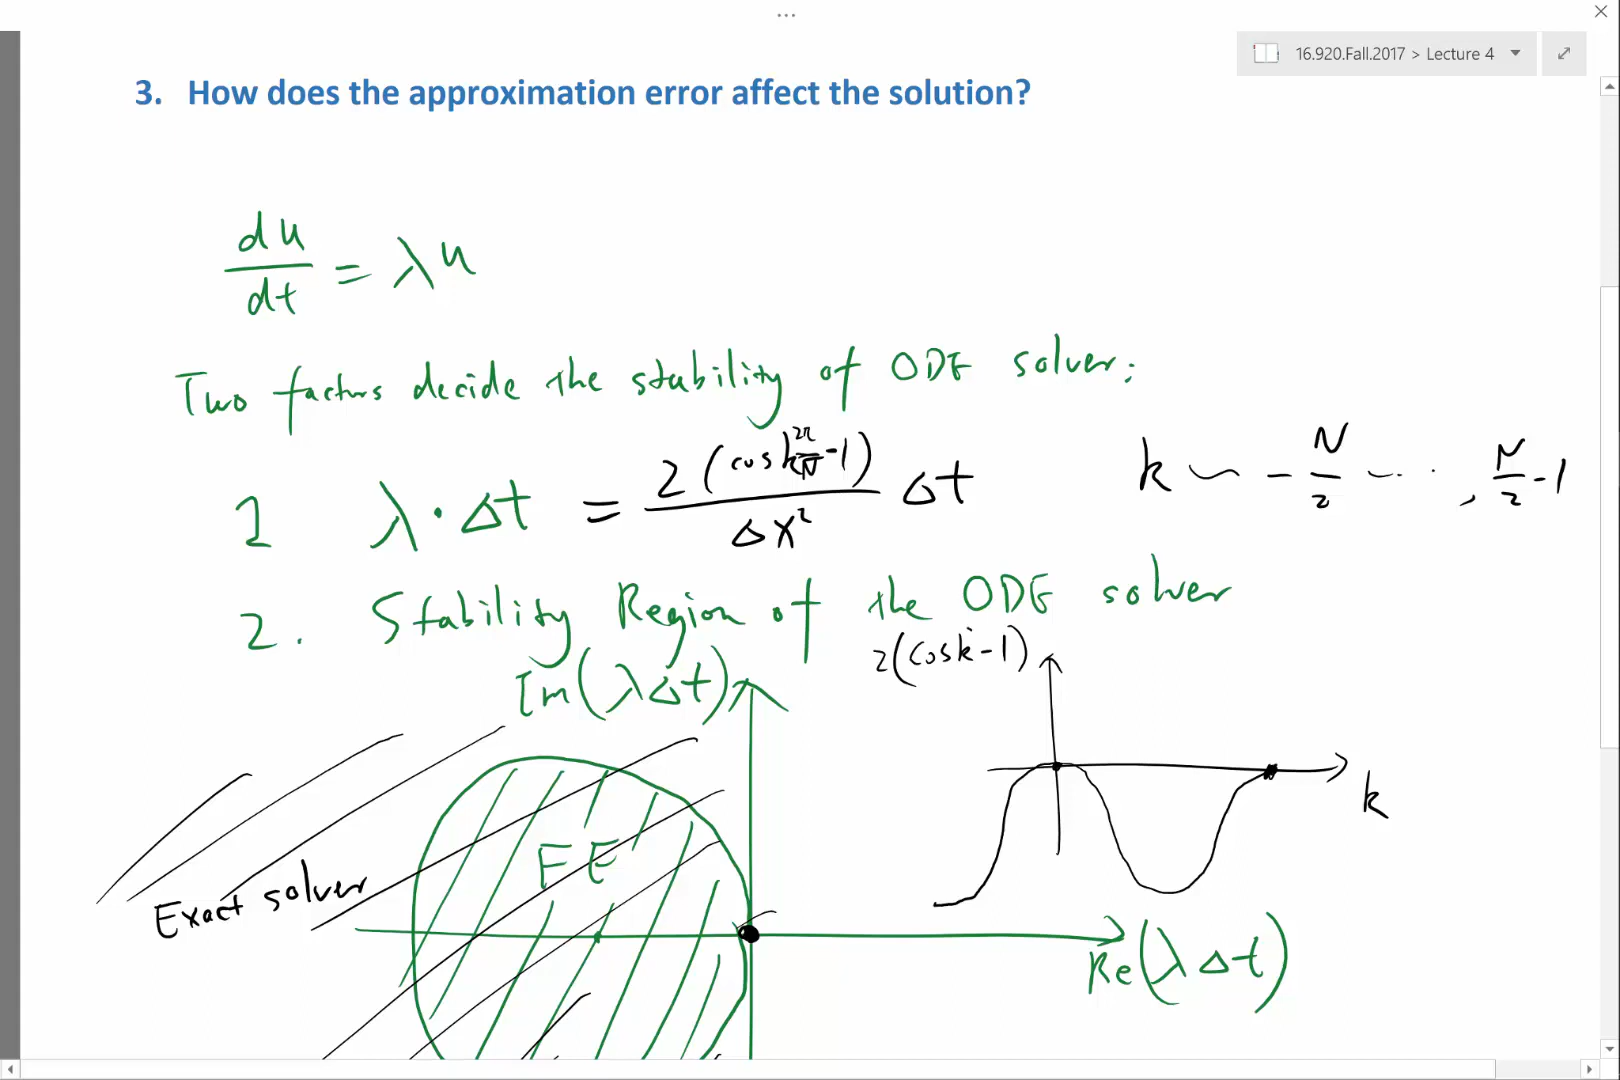 ...
16.920.Fall.2017 > Lecture 4
3. How does the approximation error affect the solution?
du/dt = λu
Two factors decide the stability of ODE solver:
1 λ·Δt = 2(cos k 2π/N -1)/Δx² Δt k ~ -N/2 ..., N/2-1
2. Stability Region of the ODE solver
2(cosk-1)
Im(λΔt)
k
FE
Exact solver
Re(λΔt)